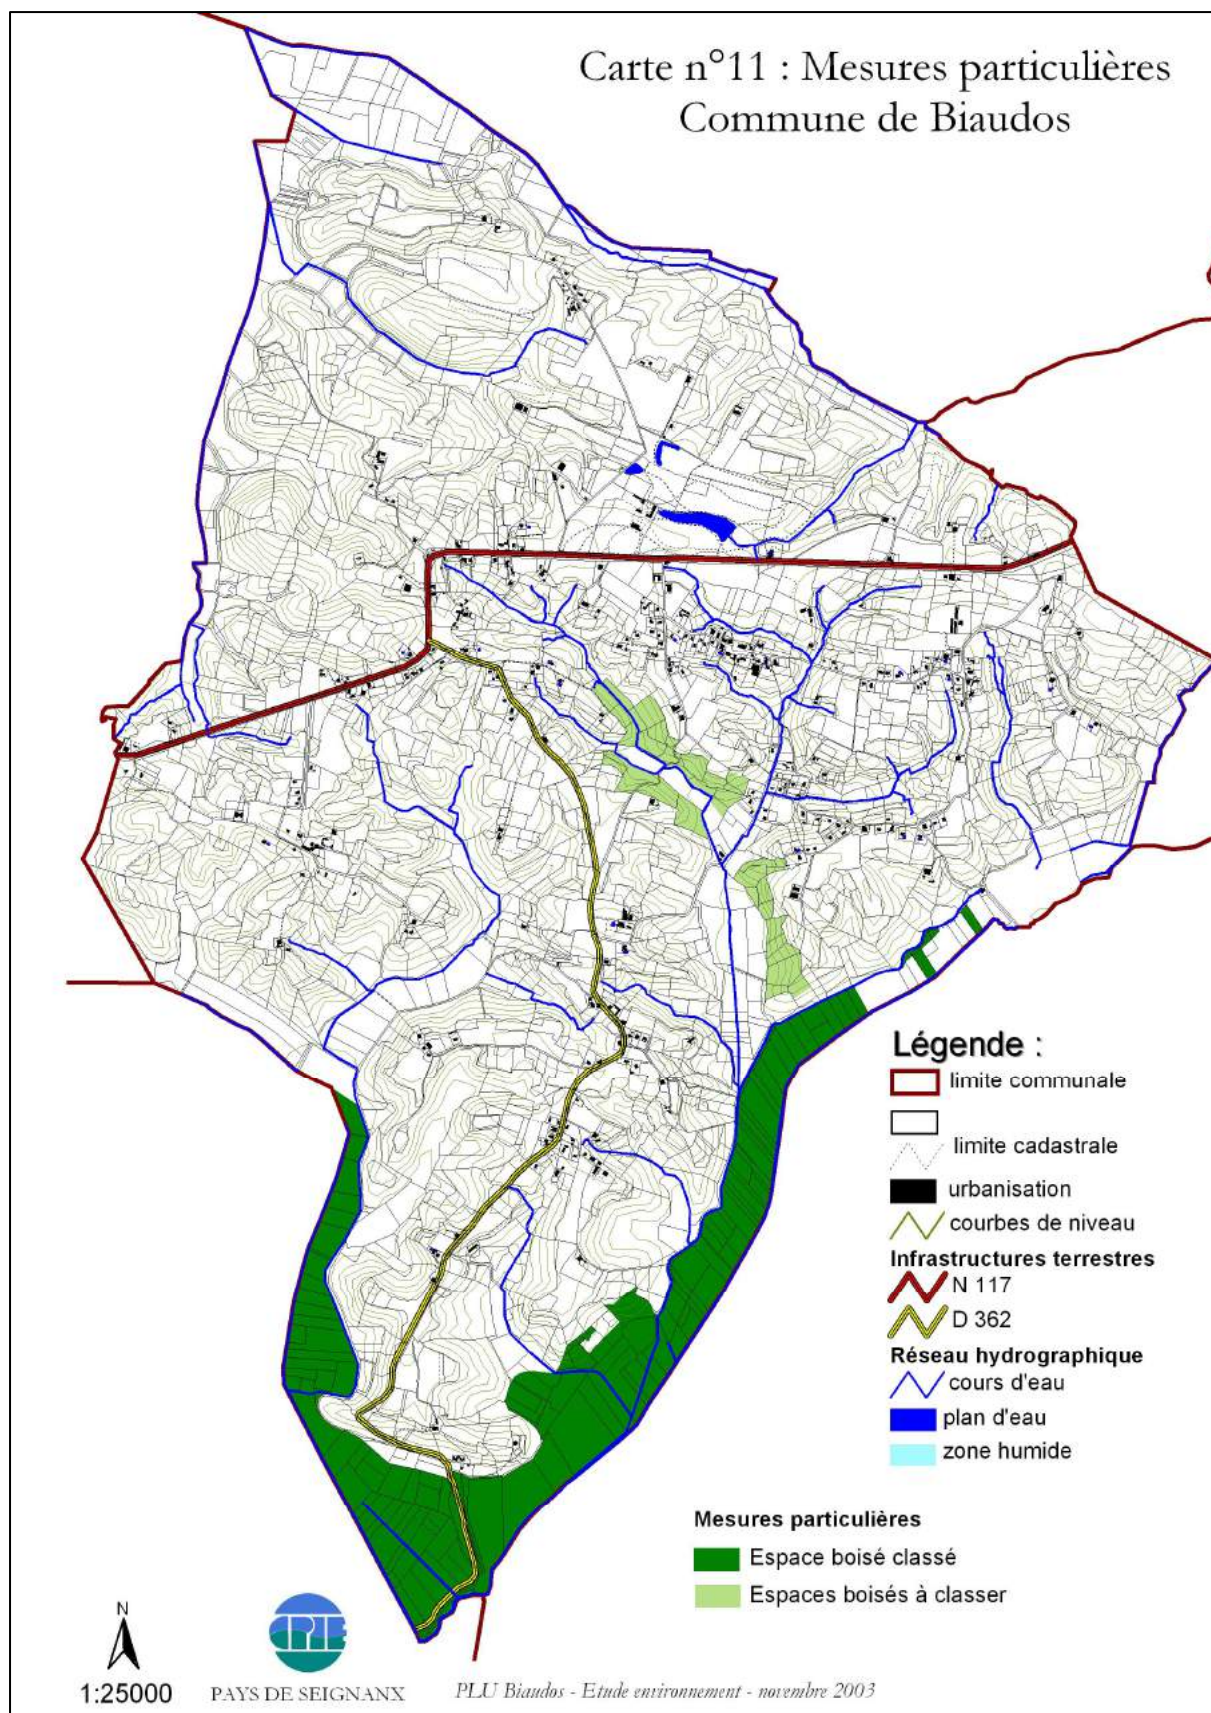 Carte n°11 : Mesures particulières
Commune de Biaudos
Légende :
limite communale
limite cadastrale
urbanisation
courbes de niveau
Infrastructures terrestres
N 117
D 362
Réseau hydrographique
cours d'eau
plan d'eau
zone humide
Mesures particulières
Espace boisé classé
Espaces boisés à classer
N
CPIE
1:25000
PAYS DE SEIGNANX
PLU Biaudos - Etude environnement - novembre 2003